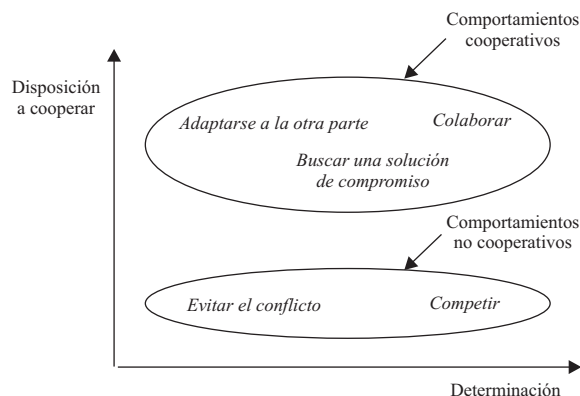 Comportamientos
cooperativos
Disposición
a cooperar
Adaptarse a la otra parte
Colaborar
Buscar una solución
de compromiso
Comportamientos
no cooperativos
Evitar el conflicto
Competir
Determinación